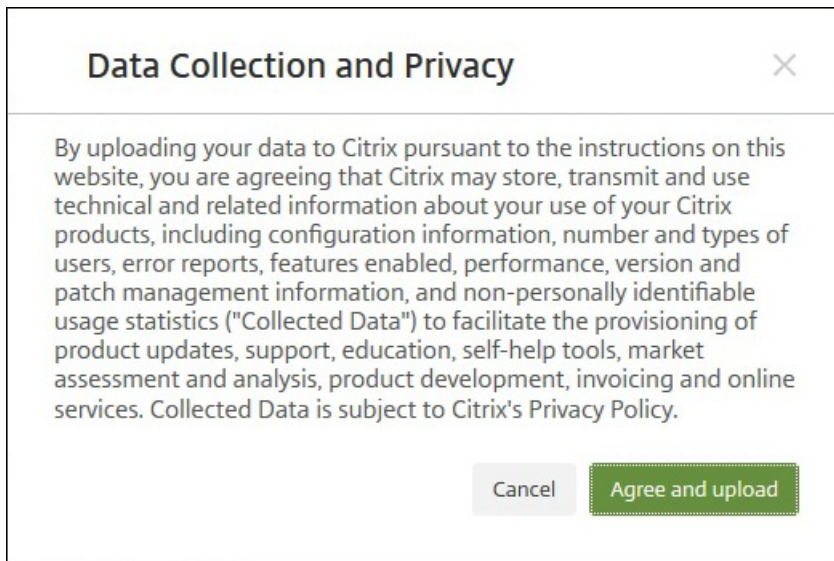 Data Collection and Privacy
By uploading your data to Citrix pursuant to the instructions on this
website, you are agreeing that Citrix may store, transmit and use
technical and related information about your use of your Citrix
products, including configuration information, number and types of
users, error reports, features enabled, performance, version and
patch management information, and non-personally identifiable
usage statistics ("Collected Data") to facilitate the provisioning of
product updates, support, education, self-help tools, market
assessment and analysis, product development, invoicing and online
services. Collected Data is subject to Citrix's Privacy Policy.
Cancel Agree and upload